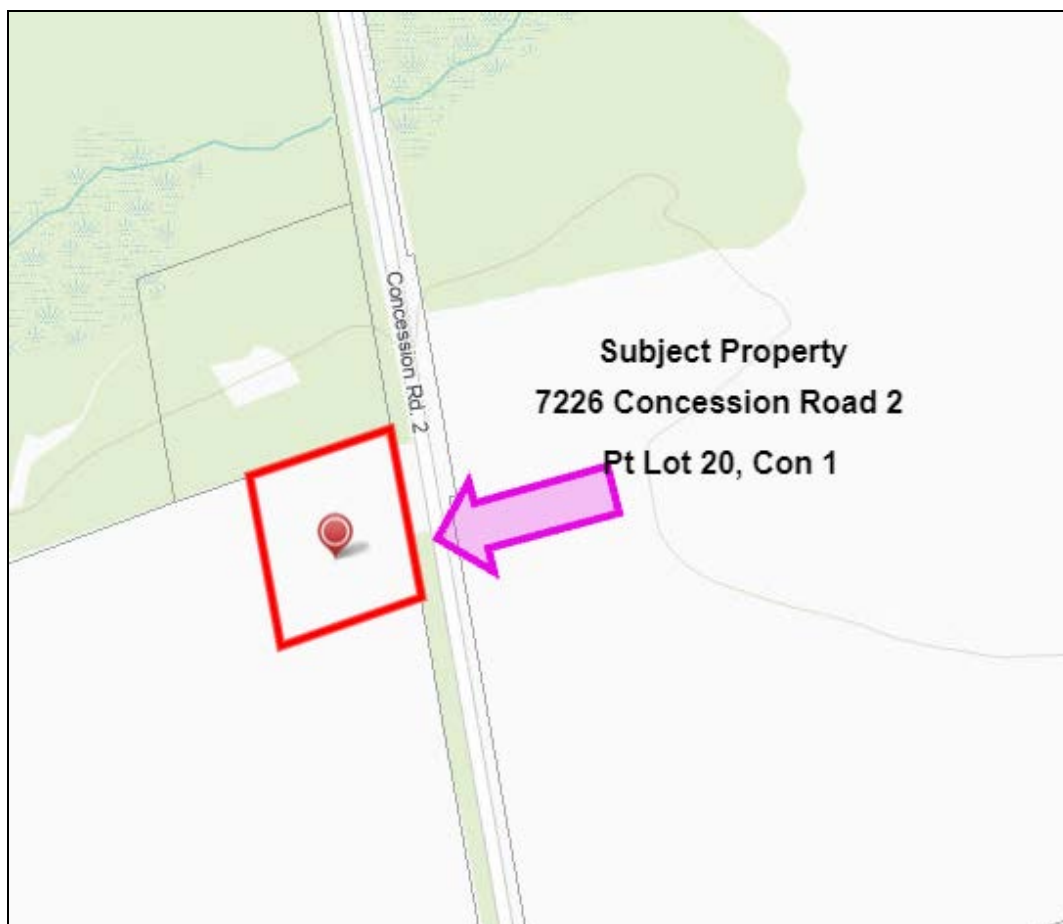 Concession Rd. 2
Subject Property
7226 Concession Road 2
Pt Lot 20, Con 1